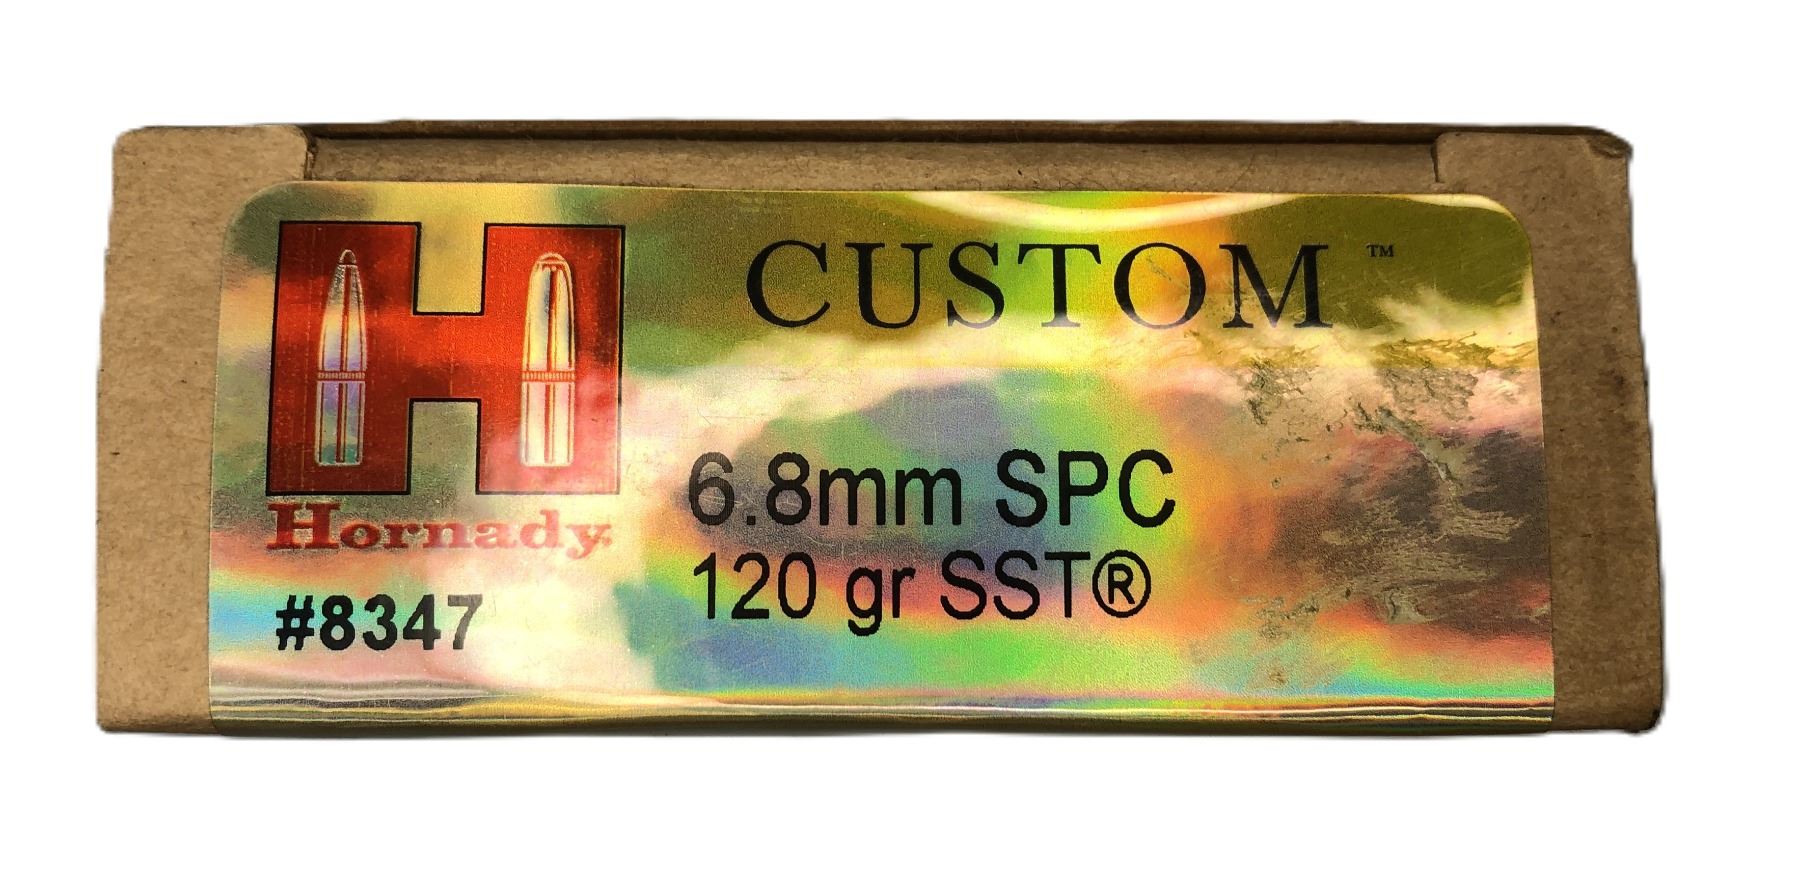 CUSTOM™
6.8mm SPC
120 gr SST®
Hornady
#8347